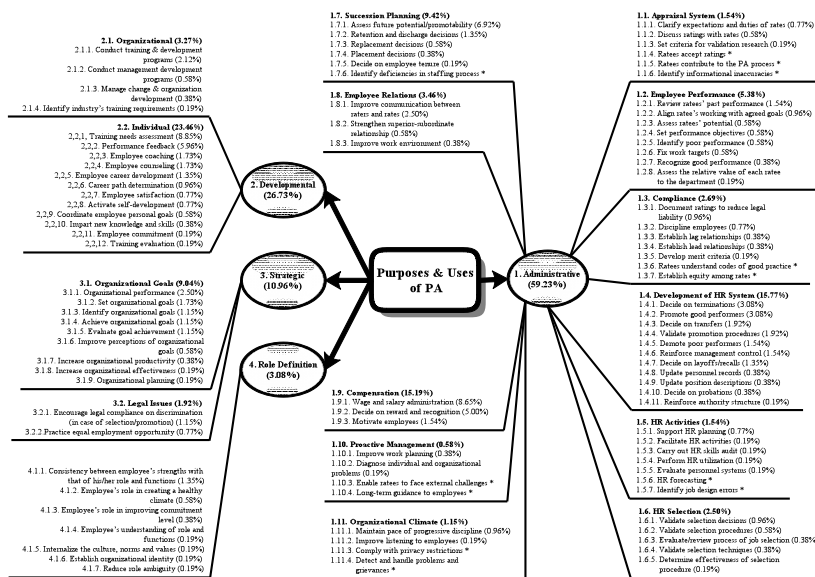 2.1. Organizational (3.27%)
2.1.1. Conduct training & development
programs (2.12%)
2.1.2. Conduct management development
programs (0.58%)
2.1.3. Manage change & organization
development (0.38%)
2.1.4. Identify industry's training requirements (0.19%)
2.2. Individual (23.46%)
2,2,1, Training needs assessment (8.85%)
2,2,2. Performance feedback (5.96%)
2,2,3. Employee coaching (1.73%)
2,2,4. Employee counseling (1.73%)
2,2,5. Employee career development (1.35%)
2,2,6. Career path determination (0.96%)
2,2,7. Employee satisfaction (0.77%)
2,2,8. Activate self-development (0.77%)
2,2,9. Coordinate employee personal goals (0.58%)
2,2,10. Impart new knowledge and skills (0.38%)
2,2,11. Employee commitment (0.19%)
2,2,12. Training evaluation (0.19%)
3.1. Organizational Goals (9.04%)
3.1.1. Organizational performance (2.50%)
3.1.2. Set organizational goals (1.73%)
3.1.3. Identify organizational goals (1.15%)
3.1.4. Achieve organizational goals (1.15%)
3.1.5. Evaluate goal achievement (1.15%)
3.1.6. Improve perceptions of organizational
goals (0.58%)
3.1.7. Increase organizational productivity (0.38%)
3.1.8. Increase organizational effectiveness (0.19%)
3.1.9. Organizational planning (0.19%)
3.2. Legal Issues (1.92%)
3.2.1. Encourage legal compliance on discrimination
(in case of selection/promotion) (1.15%)
3.2.2.Practice equal employment opportunity (0.77%)
4.1.1. Consistency between employee's strengths with
that of his/her role and functions (1.35%)
4.1.2. Employee's role in creating a healthy
climate (0.58%)
4.1.3. Employee's role in improving commitment
level (0.38%)
4.1.4. Employee's understanding of role and
functions (0.19%)
4.1.5. Internalize the culture, norms and values (0.19%)
4.1.6. Establish organizational identity (0.19%)
4.1.7. Reduce role ambiguity (0.19%)
2. Developmental
(26.73%)
3. Strategic
(10.96%)
4. Role Definition
(3.08%)
Purposes & Uses
of PA
1. Administrative
(59.23%)
1.7. Succession Planning (9.42%)
1.7.1. Assess future potential/promotability (6.92%)
1.7.2. Retention and discharge decisions (1.35%)
1.7.3. Replacement decisions (0.58%)
1.7.4. Placement decisions (0.38%)
1.7.5. Decide on employee tenure (0.19%)
1.7.6. Identify deficiencies in staffing process *
1.8. Employee Relations (3.46%)
1.8.1. Improve communication between
raters and rates (2.50%)
1.8.2. Strengthen superior-subordinate
relationship (0.58%)
1.8.3. Improve work environment (0.38%)
1.9. Compensation (15.19%)
1.9.1. Wage and salary administration (8.65%)
1.9.2. Decide on reward and recognition (5.00%)
1.9.3. Motivate employees (1.54%)
1.10. Proactive Management (0.58%)
1.10.1. Improve work planning (0.38%)
1.10.2. Diagnose individual and organizational
problems (0.19%)
1.10.3. Enable ratees to face external challenges *
1.10.4. Long-term guidance to employees *
1.11. Organizational Climate (1.15%)
1.11.1. Maintain pace of progressive discipline (0.96%)
1.11.2. Improve listening to employees (0.19%)
1.11.3. Comply with privacy restrictions *
1.11.4. Detect and handle problems and
grievances *
1.1. Appraisal System (1.54%)
1.1.1. Clarify expectations and duties of rates (0.77%)
1.1.2. Discuss ratings with rates (0.58%)
1.1.3. Set criteria for validation research (0.19%)
1.1.4. Ratees accept ratings *
1.1.5. Ratees contribute to the PA process *
1.1.6. Identify informational inaccuracies *
1.2. Employee Performance (5.38%)
1.2.1. Review ratees' past performance (1.54%)
1.2.2. Align ratee's working with agreed goals (0.96%)
1.2.3. Assess ratees' potential (0.58%)
1.2.4. Set performance objectives (0.58%)
1.2.5. Identify poor performance (0.58%)
1.2.6. Fix work targets (0.58%)
1.2.7. Recognize good performance (0.38%)
1.2.8. Assess the relative value of each ratee
to the department (0.19%)
1.3. Compliance (2.69%)
1.3.1. Document ratings to reduce legal
liability (0.96%)
1.3.2. Discipline employees (0.77%)
1.3.3. Establish lag relationships (0.38%)
1.3.4. Establish lead relationships (0.38%)
1.3.5. Develop merit criteria (0.19%)
1.3.6. Ratees understand codes of good practice *
1.3.7. Establish equity among rates *
1.4. Development of HR System (15.77%)
1.4.1. Decide on terminations (3.08%)
1.4.2. Promote good performers (3.08%)
1.4.3. Decide on transfers (1.92%)
1.4.4. Validate promotion procedures (1.92%)
1.4.5. Demote poor performers (1.54%)
1.4.6. Reinforce management control (1.54%)
1.4.7. Decide on layoffs/recalls (1.35%)
1.4.8. Update personnel records (0.38%)
1.4.9. Update position descriptions (0.38%)
1.4.10. Decide on probations (0.38%)
1.4.11. Reinforce authority structure (0.19%)
1.5. HR Activities (1.54%)
1.5.1. Support HR planning (0.77%)
1.5.2. Facilitate HR activities (0.19%)
1.5.3. Carry out HR skills audit (0.19%)
1.5.4. Perform HR utilization (0.19%)
1.5.5. Evaluate personnel systems (0.19%)
1.5.6. HR forecasting *
1.5.7. Identify job design errors *
1.6. HR Selection (2.50%)
1.6.1. Validate selection decisions (0.96%)
1.6.2. Validate selection procedures (0.58%)
1.6.3. Evaluate/review process of job selection (0.38%)
1.6.4. Validate selection techniques (0.38%)
1.6.5. Determine effectiveness of selection
procedure (0.19%)